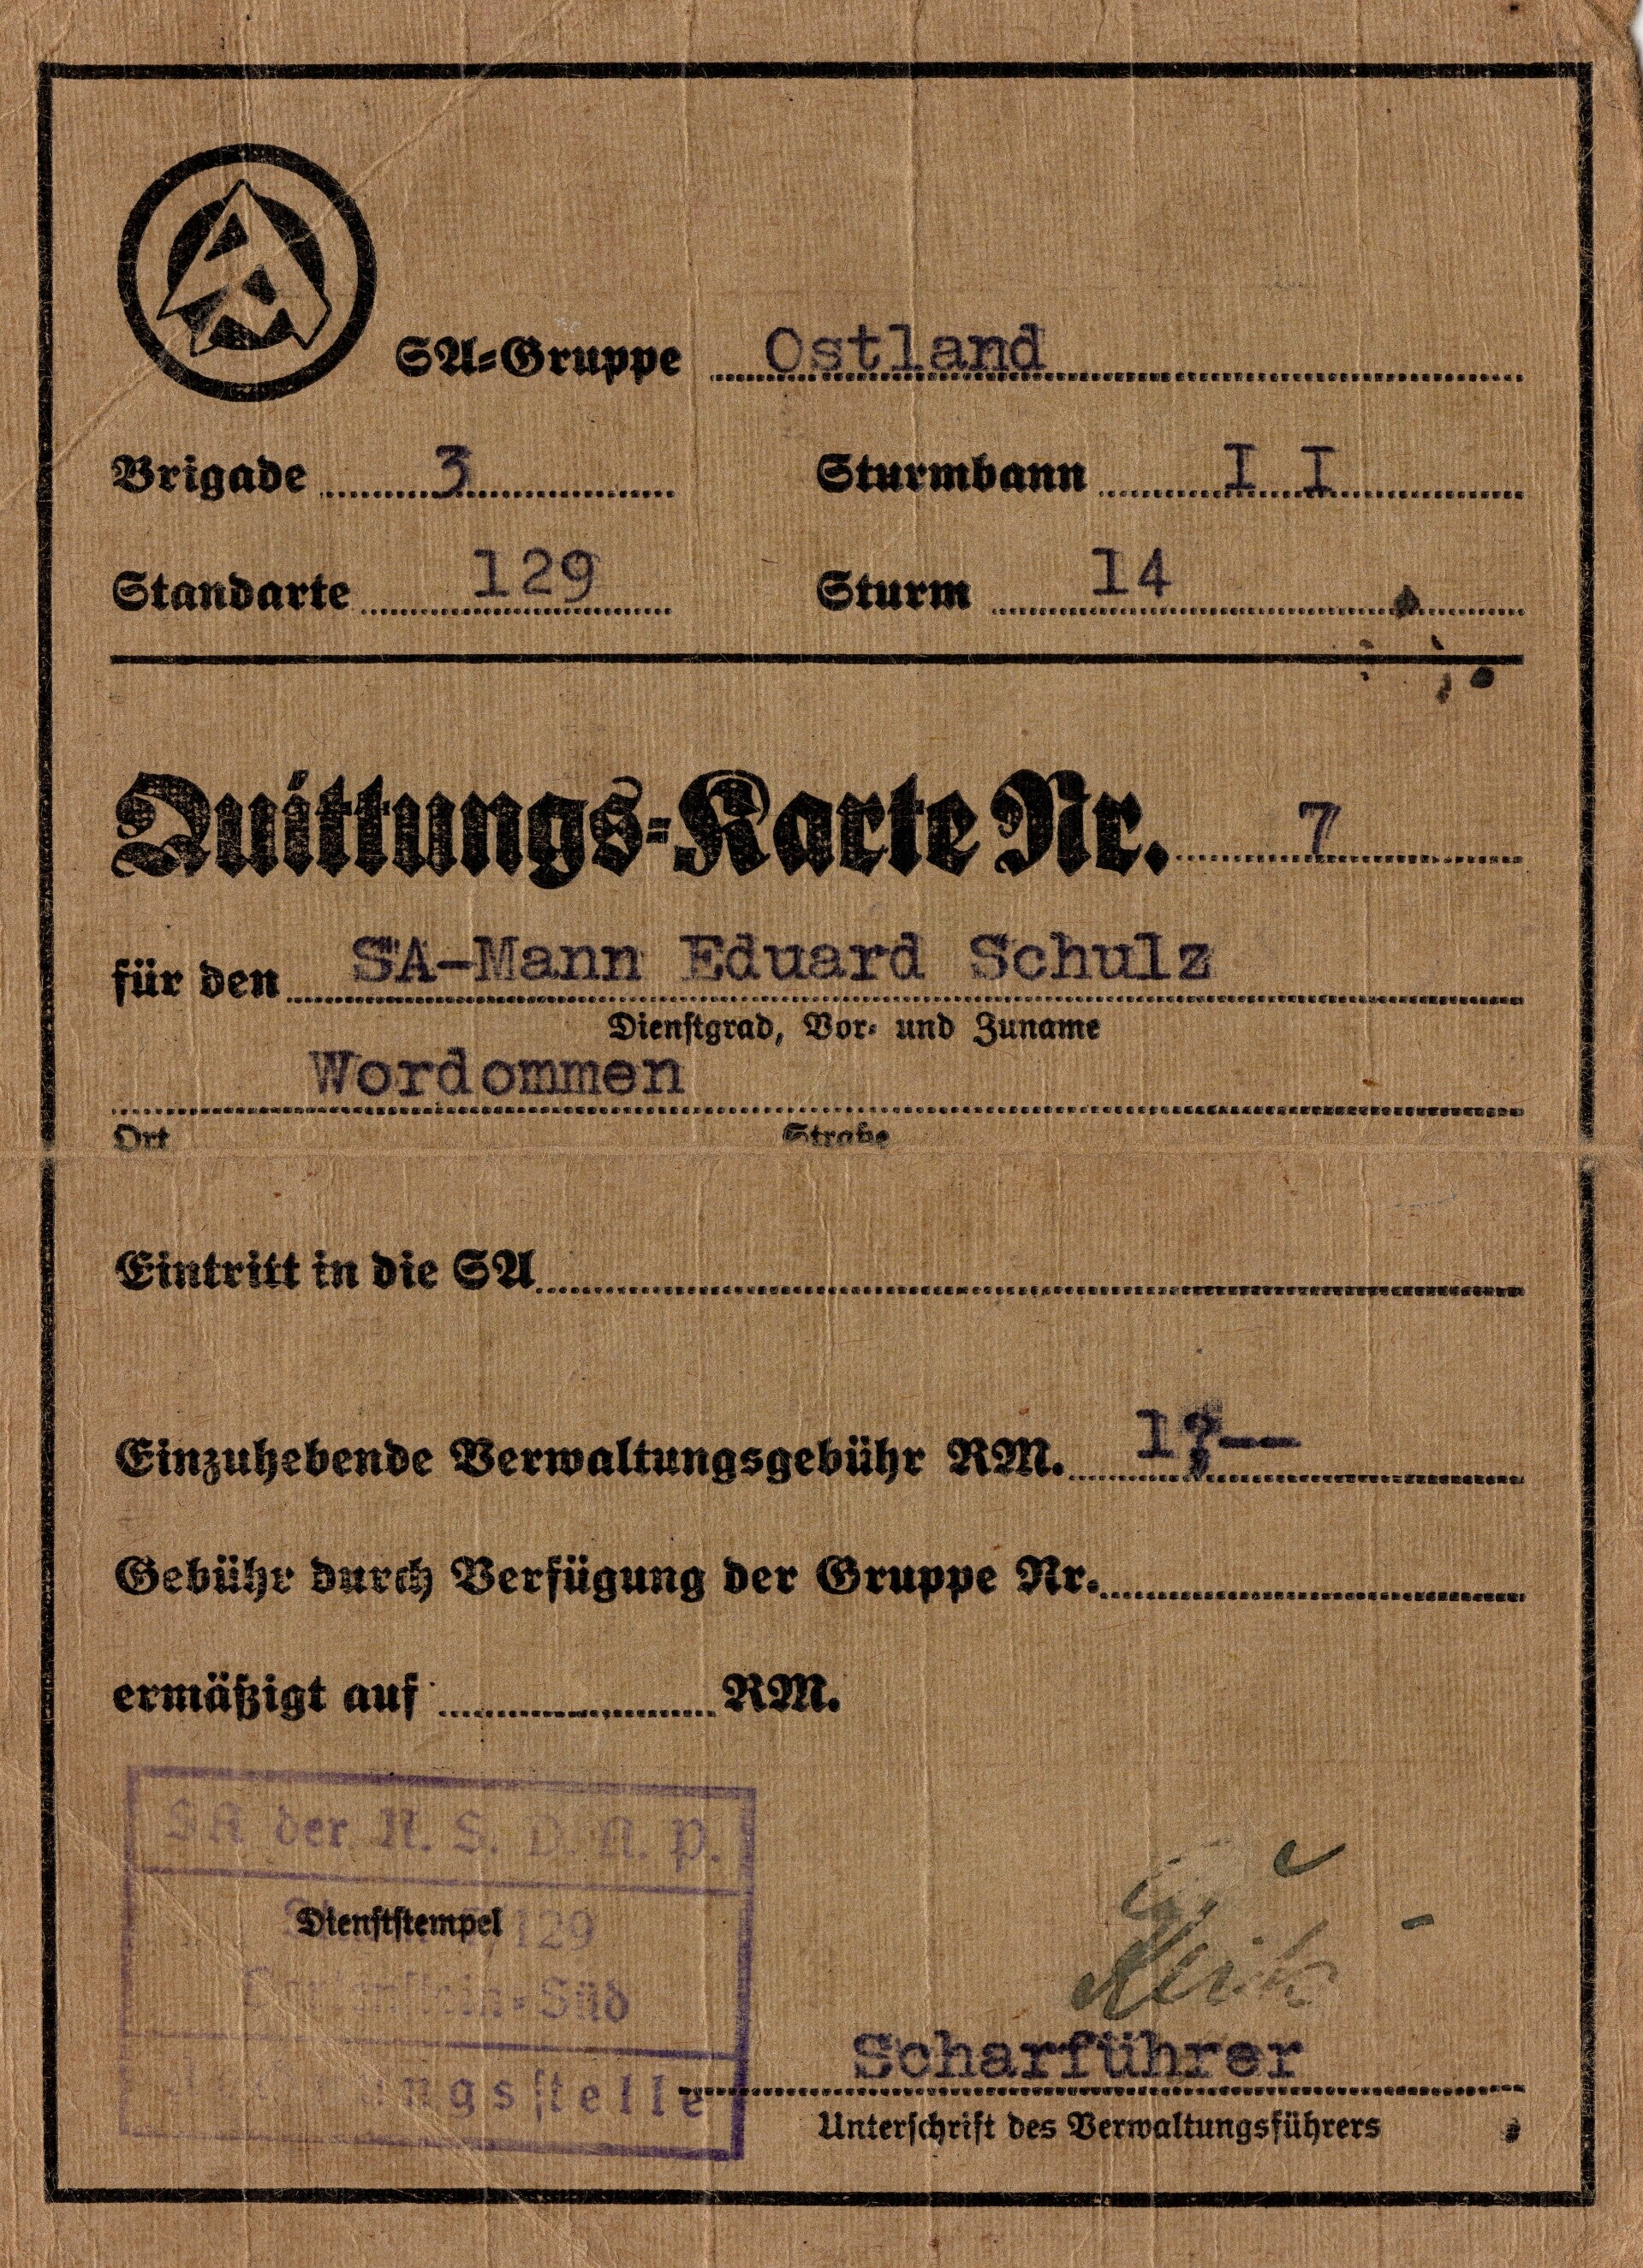 SA-Gruppe Ostland
Brigade 3 Sturmbann I I
Standarte 129 Sturm 14
Quittungs-Karte Nr. 7
für den SA-Mann Eduard Schulz
Dienstgrad, Vor- und Zuname
Wordommen
Ort Straße
Eintritt in die SA
Einzuhebende Verwaltungsgebühr RM. 1,--
Gebühr durch Verfügung der Gruppe Nr.
ermäßigt auf RM.
SA der N. S. D. A. P.
Dienststempel
129
Süd
Scharführer
Unterschrift des Verwaltungsführers